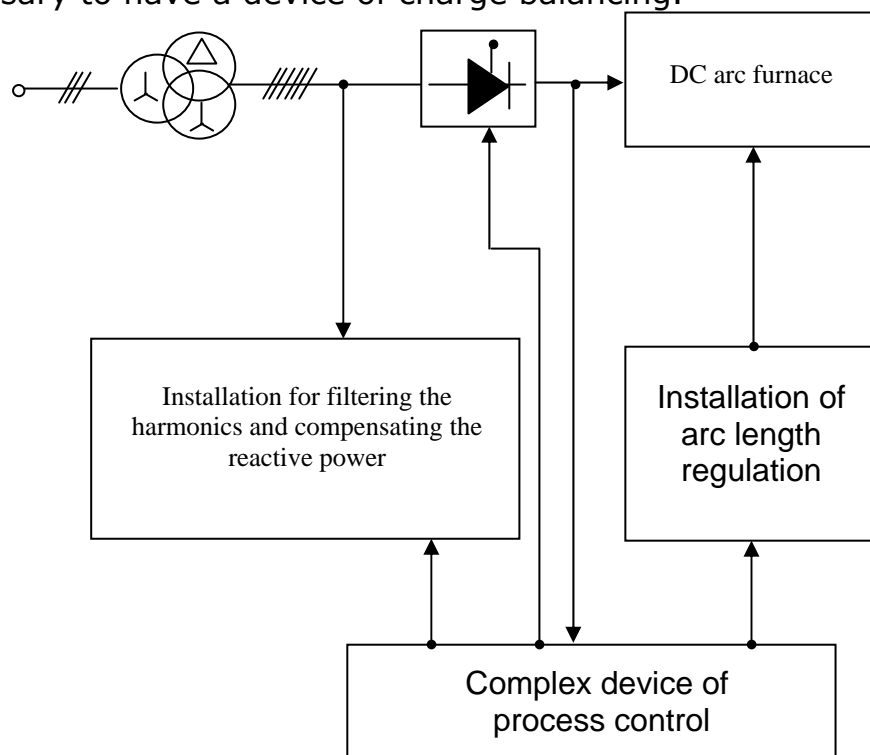 sary to have a device of charge balancing.
DC arc furnace
Installation for filtering the
harmonics and compensating the
reactive power
Installation of
arc length
regulation
Complex device of
process control